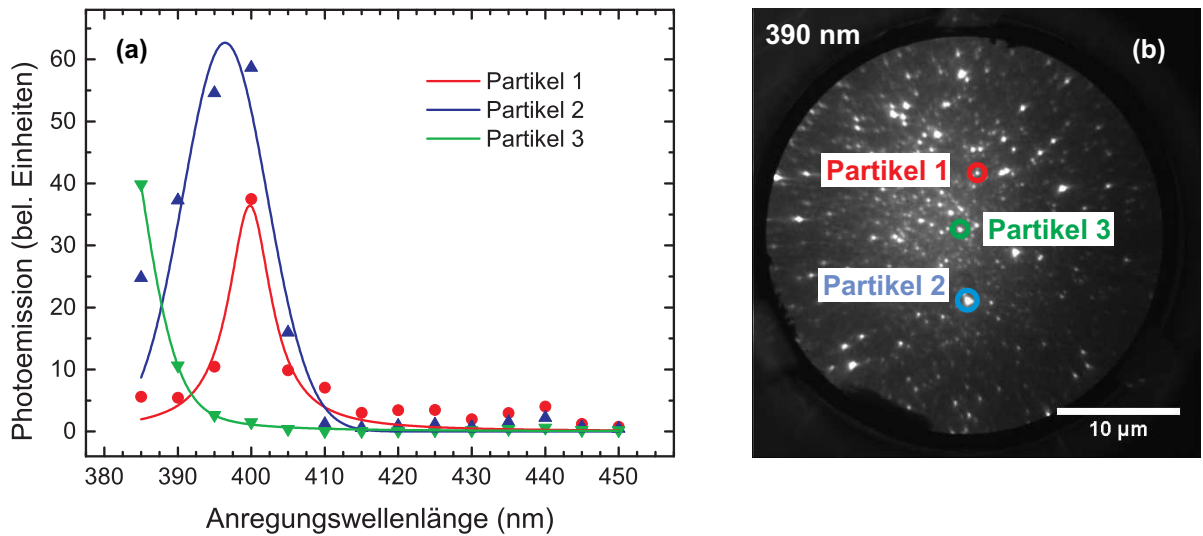 (a)
Partikel 1
Partikel 2
Partikel 3
Photoemission (bel. Einheiten)
60
50
40
30
20
10
0
380
390
400
410
420
430
440
450
Anregungswellenlänge (nm)
390 nm
(b)
Partikel 1
Partikel 3
Partikel 2
10 µm